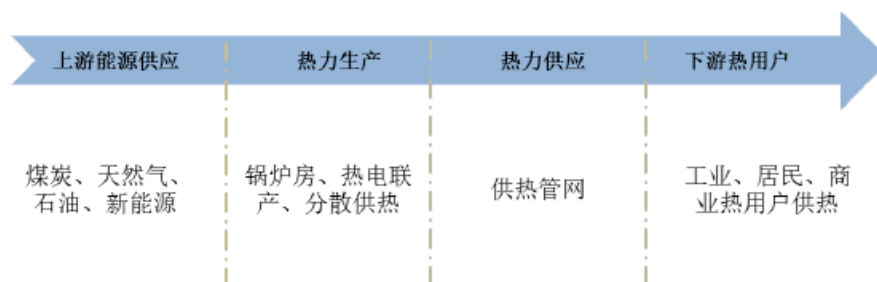 上游能源供应
热力生产
热力供应
下游热用户
煤炭、天然气、
石油、新能源
锅炉房、热电联
产、分散供热
供热管网
工业、居民、商
业热用户供热